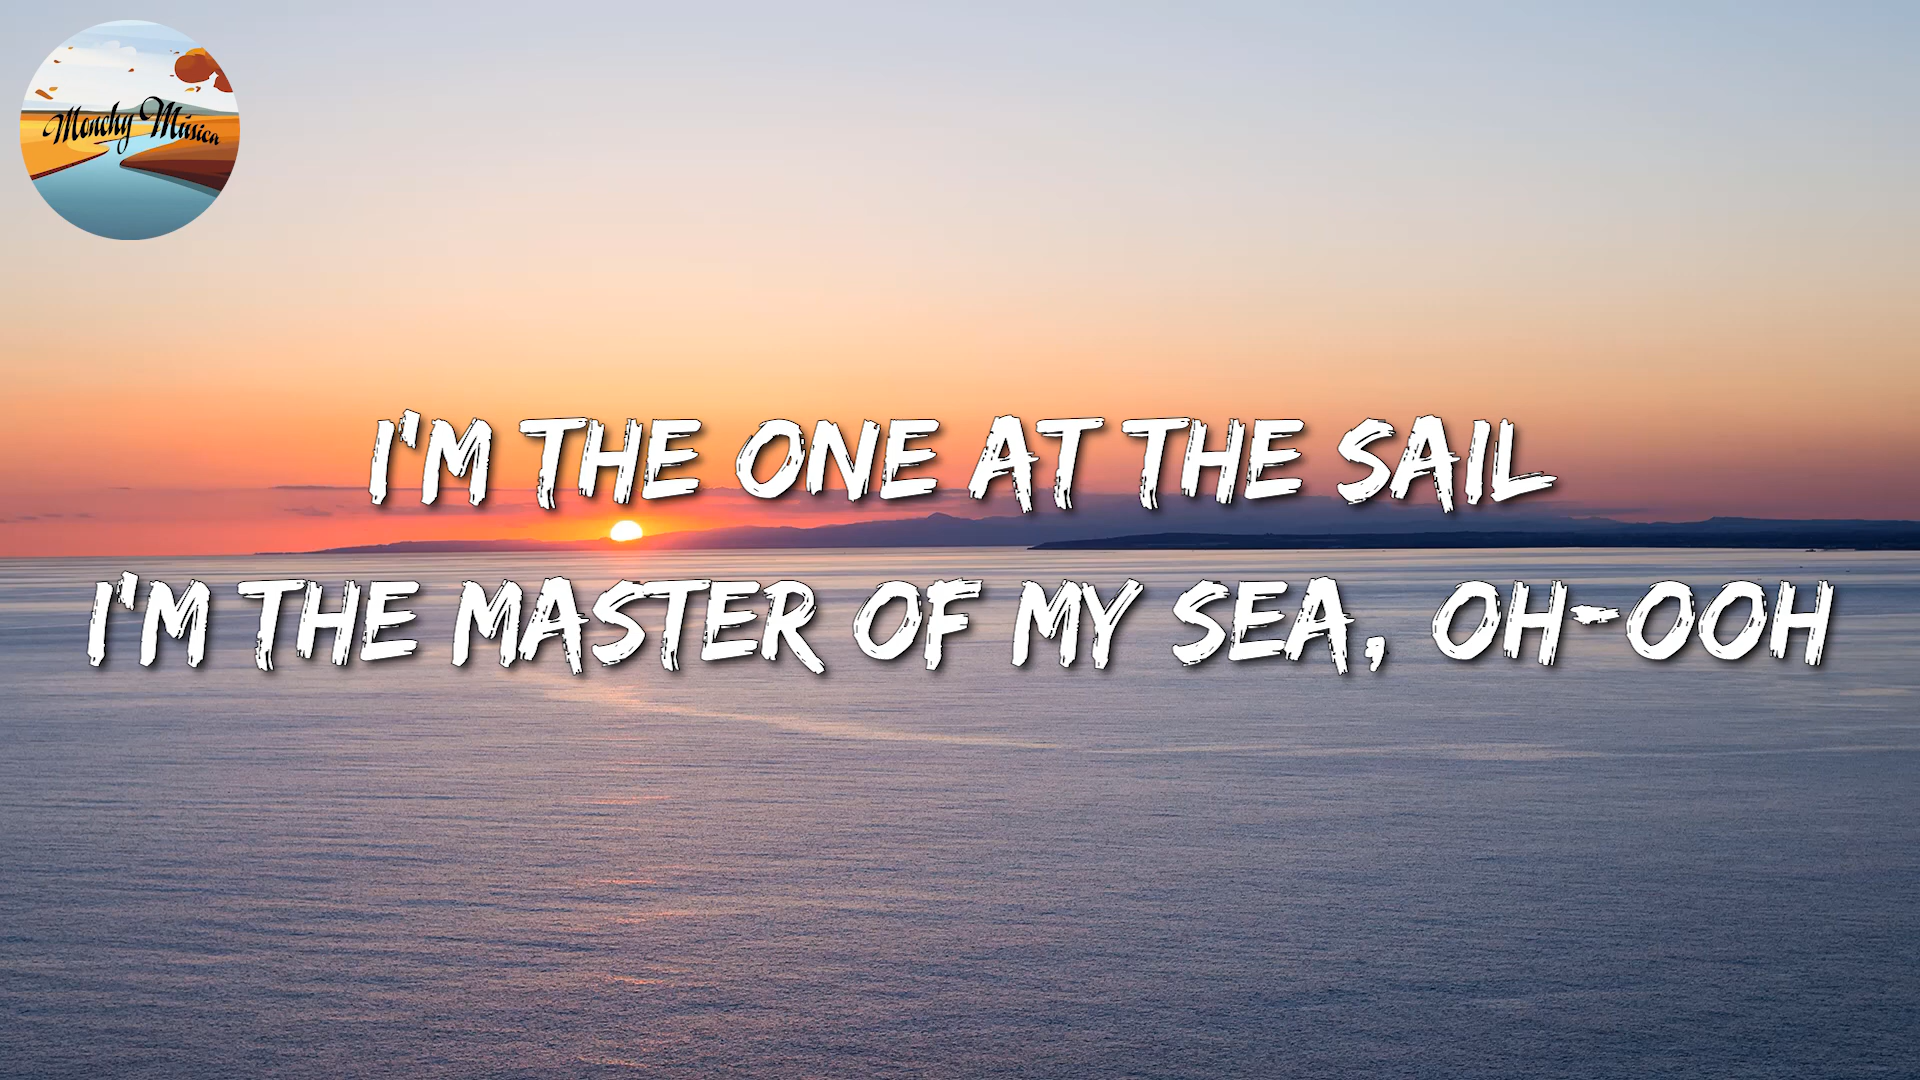 Monchy Música
I'M THE ONE AT THE SAIL
I'M THE MASTER OF MY SEA, OH-OOH